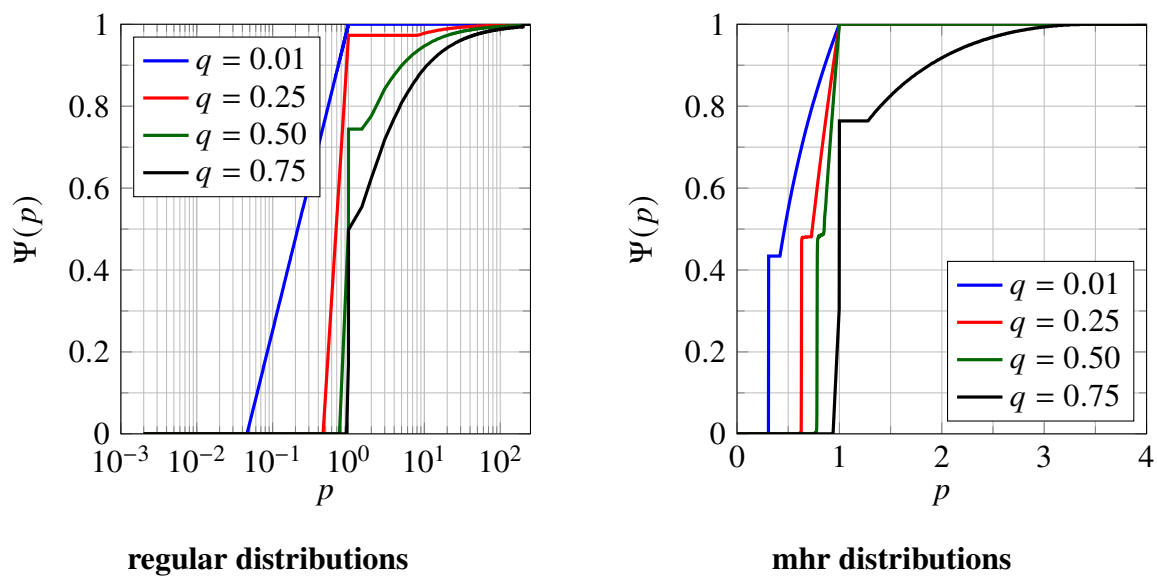 1
0.8
0.6
0.4
0.2
0
Ψ(p)
q = 0.01
q = 0.25
q = 0.50
q = 0.75
10⁻³ 10⁻² 10⁻¹ 10⁰ 10¹ 10²
p
regular distributions
1
0.8
0.6
0.4
0.2
0
Ψ(p)
q = 0.01
q = 0.25
q = 0.50
q = 0.75
0 1 2 3 4
p
mhr distributions